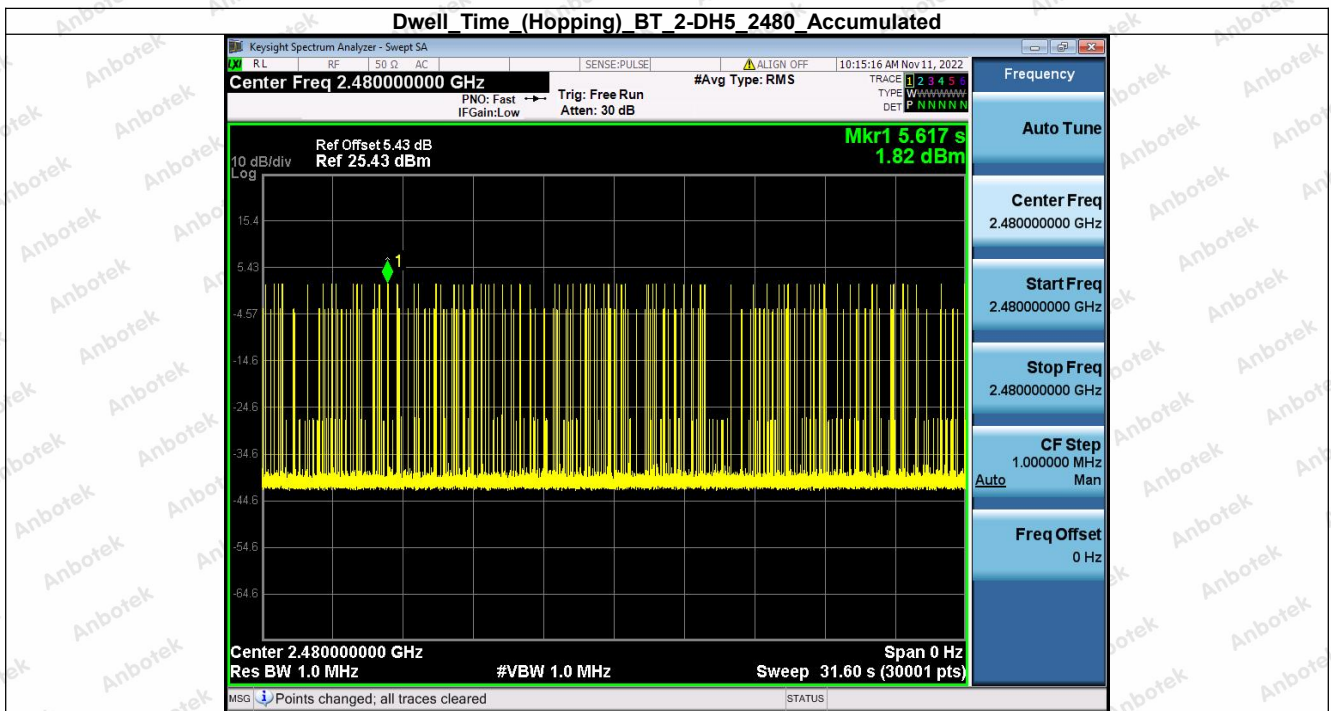 Dwell_Time_(Hopping)_BT_2-DH5_2480_Accumulated
Keysight Spectrum Analyzer - Swept SA
RL RF 50 Ω AC SENSE:PULSE ALIGN OFF 10:15:16 AM Nov 11, 2022
Center Freq 2.480000000 GHz
PNO: Fast
IFGain:Low
Trig: Free Run
Atten: 30 dB
#Avg Type: RMS
TRACE 1 2 3 4 5 6
TYPE WWWWWW
DET P N N N N N
Ref Offset 5.43 dB
10 dB/div Ref 25.43 dBm
Log
Mkr1 5.617 s
1.82 dBm
1
15.4
5.43
-4.57
-14.6
-24.6
-34.6
-44.6
-54.6
-64.6
Center 2.480000000 GHz Span 0 Hz
Res BW 1.0 MHz #VBW 1.0 MHz Sweep 31.60 s (30001 pts)
MSG Points changed; all traces cleared STATUS
Frequency
Auto Tune
Center Freq
2.480000000 GHz
Start Freq
2.480000000 GHz
Stop Freq
2.480000000 GHz
CF Step
1.000000 MHz
Auto Man
Freq Offset
0 Hz
Anbotek